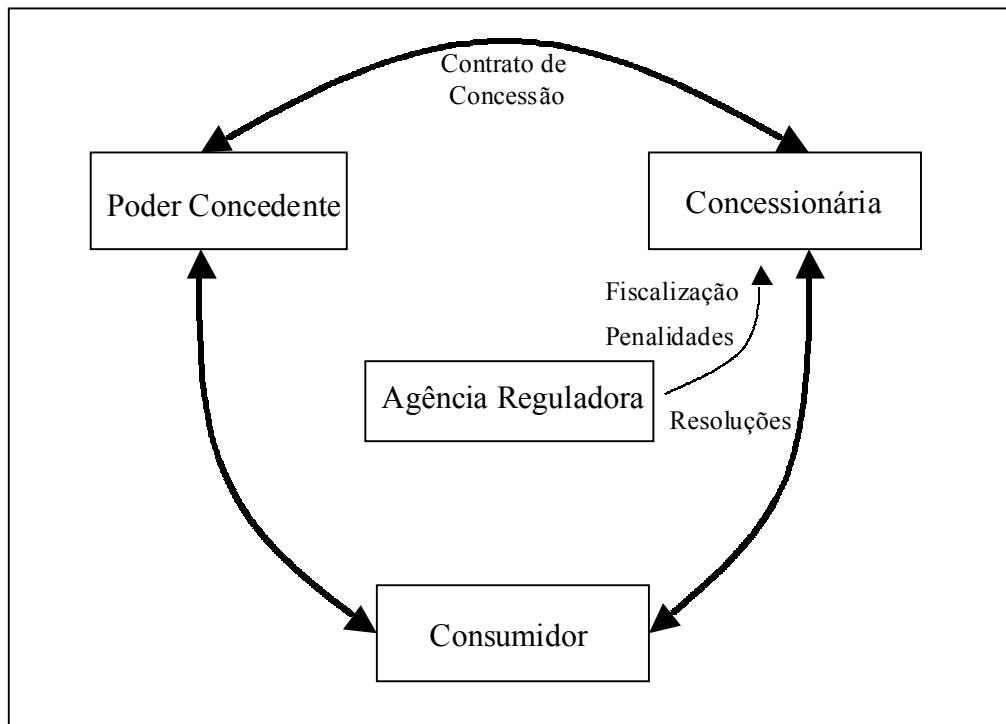 Contrato de
Concessão
Poder Concedente
Concessionária
Fiscalização
Penalidades
Agência Reguladora
Resoluções
Consumidor